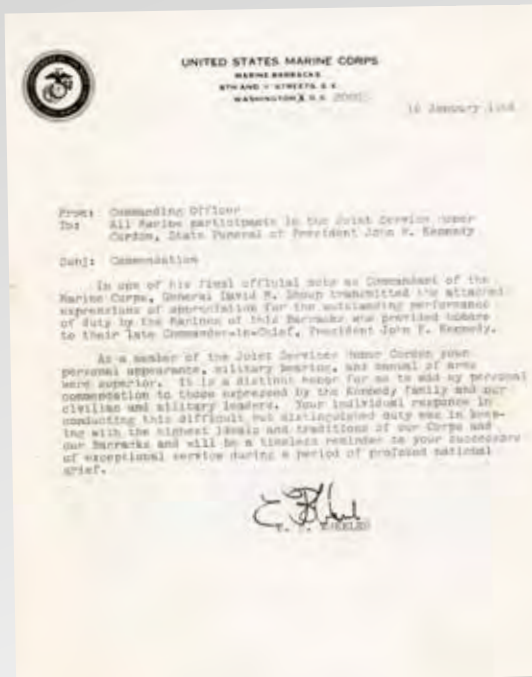 UNITED STATES MARINE CORPS
MARINE BARRACKS
8TH AND I STREETS, S. E.
WASHINGTON, D.C.
January
From: Commanding Officer
To: All Marine participants in the Joint Service Honor
Cordon, State Funeral of President John F. Kennedy
Subj: Commendation
In one of his final official acts as Commandant of the
Marine Corps, General David M. Shoup transmitted the attached
expressions of appreciation for the outstanding performance
of duty by the Marines of this Barracks who provided honors
to their late Commander-in-Chief, President John F. Kennedy.
As a member of the Joint Services Honor Cordon your
personal appearance, military bearing, and manual of arms
were superior. It is a distinct honor for me to add my personal
commendation to those expressed by the Kennedy family and our
civilian and military leaders. Your individual response in
conducting this difficult but distinguished duty was in keep-
ing with the highest ideals and traditions of our Corps and
our Barracks and will be a timeless reminder to your successors
of exceptional service during a period of profound national
grief.